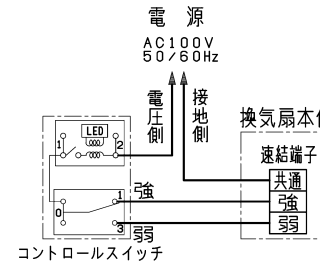 電源
AC100V
50/60Hz
電圧側
接地側
換気扇本
速結端子
LED
1
2
共通
1
強
強
0
弱
3
弱
コントロールスイッチ